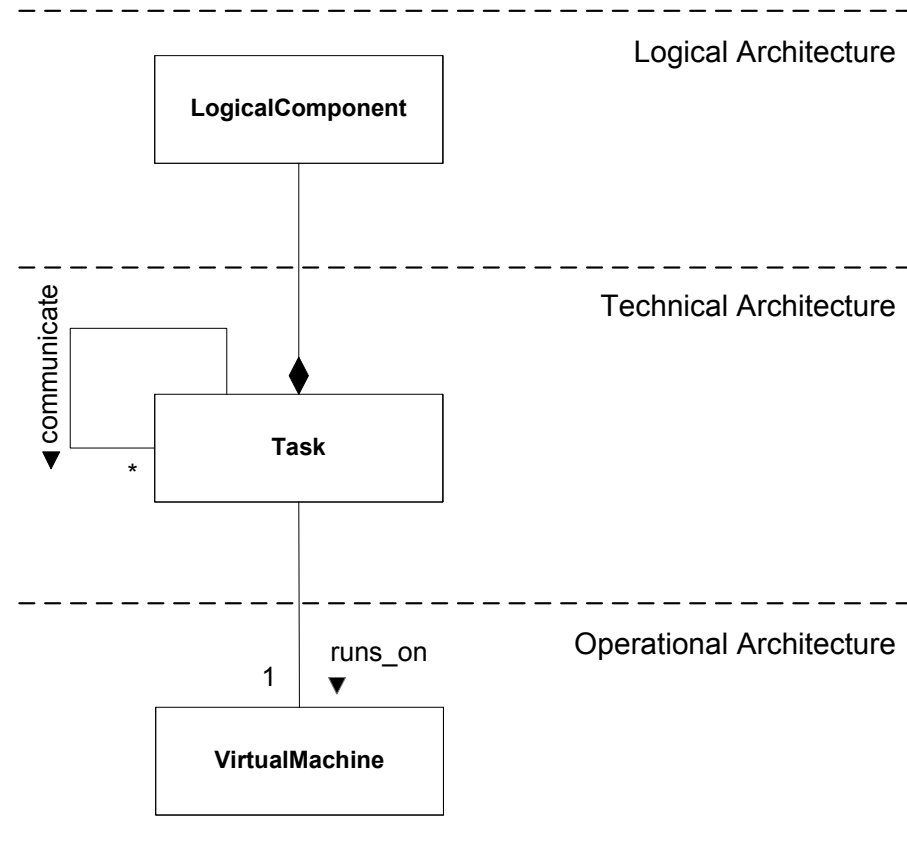 Logical Architecture
LogicalComponent
Technical Architecture
communicate
*
Task
Operational Architecture
runs_on
1
VirtualMachine